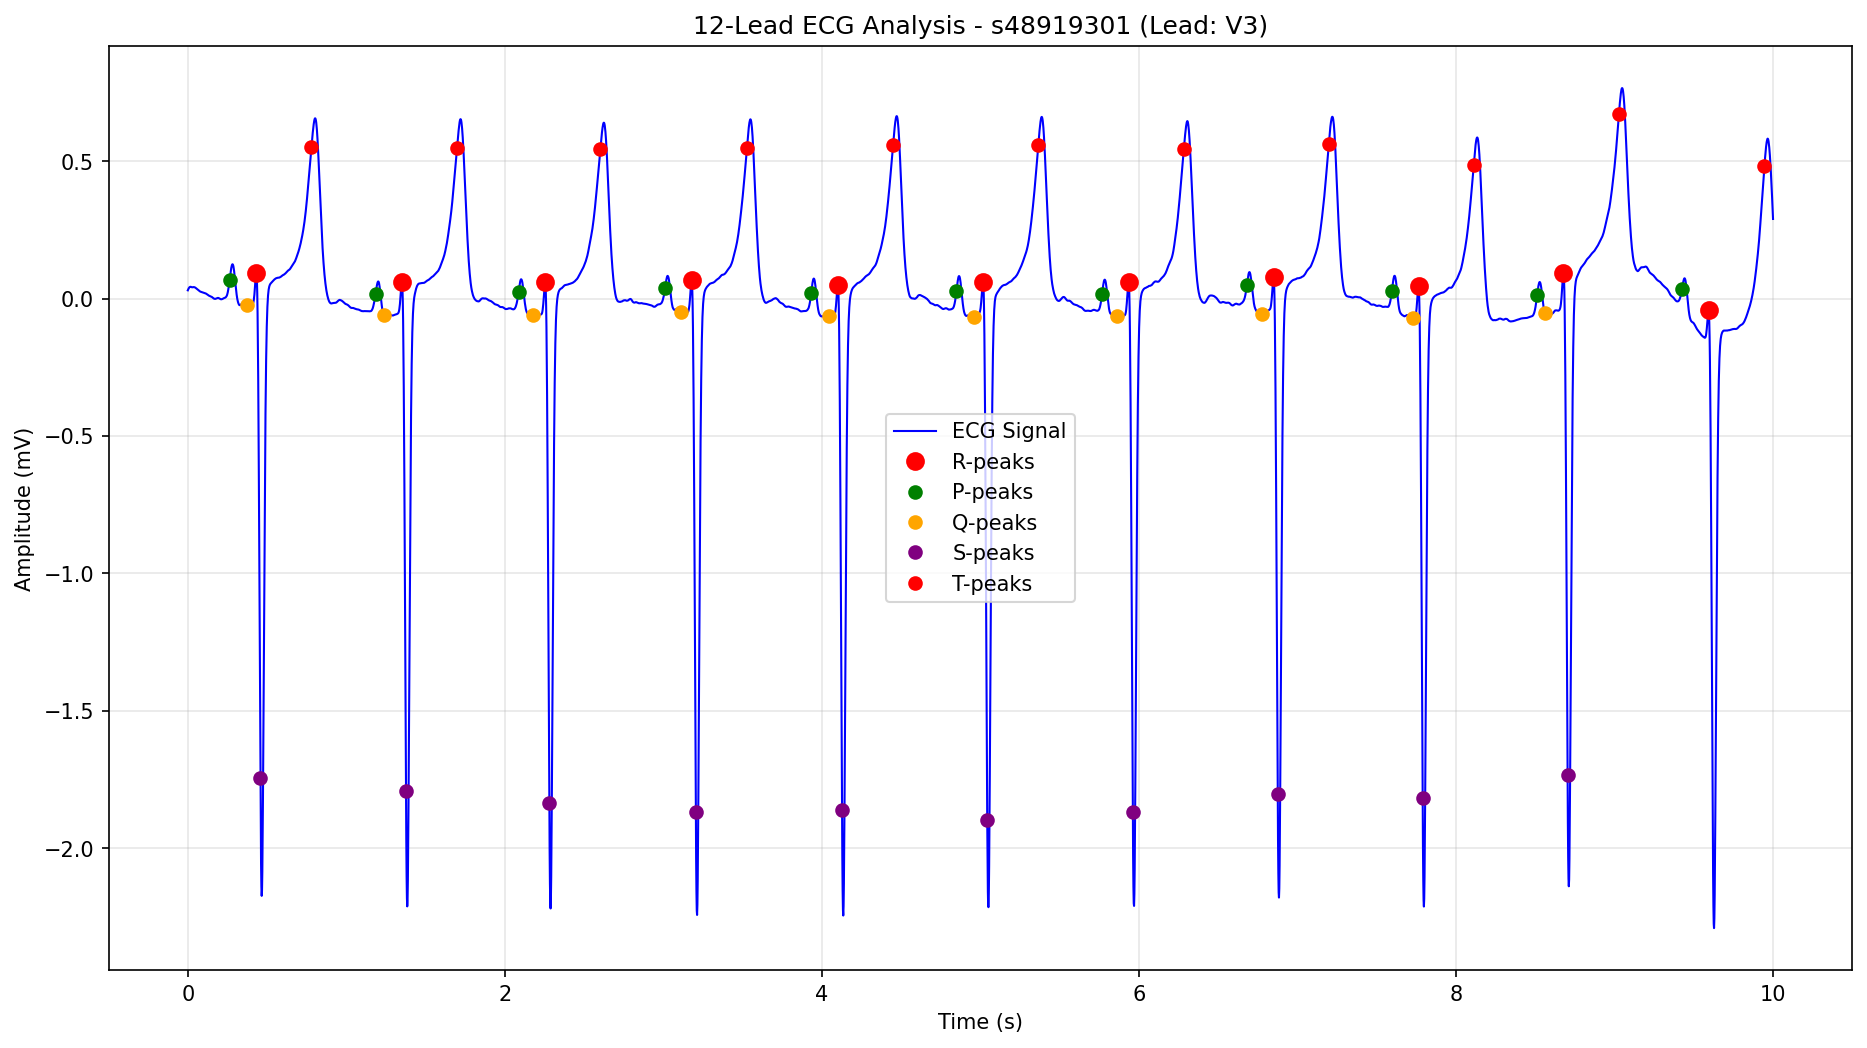 12-Lead ECG Analysis - s48919301 (Lead: V3)
Amplitude (mV)
0.5
0.0
−0.5
−1.0
−1.5
−2.0
ECG Signal
R-peaks
P-peaks
Q-peaks
S-peaks
T-peaks
0 2 4 6 8 10
Time (s)